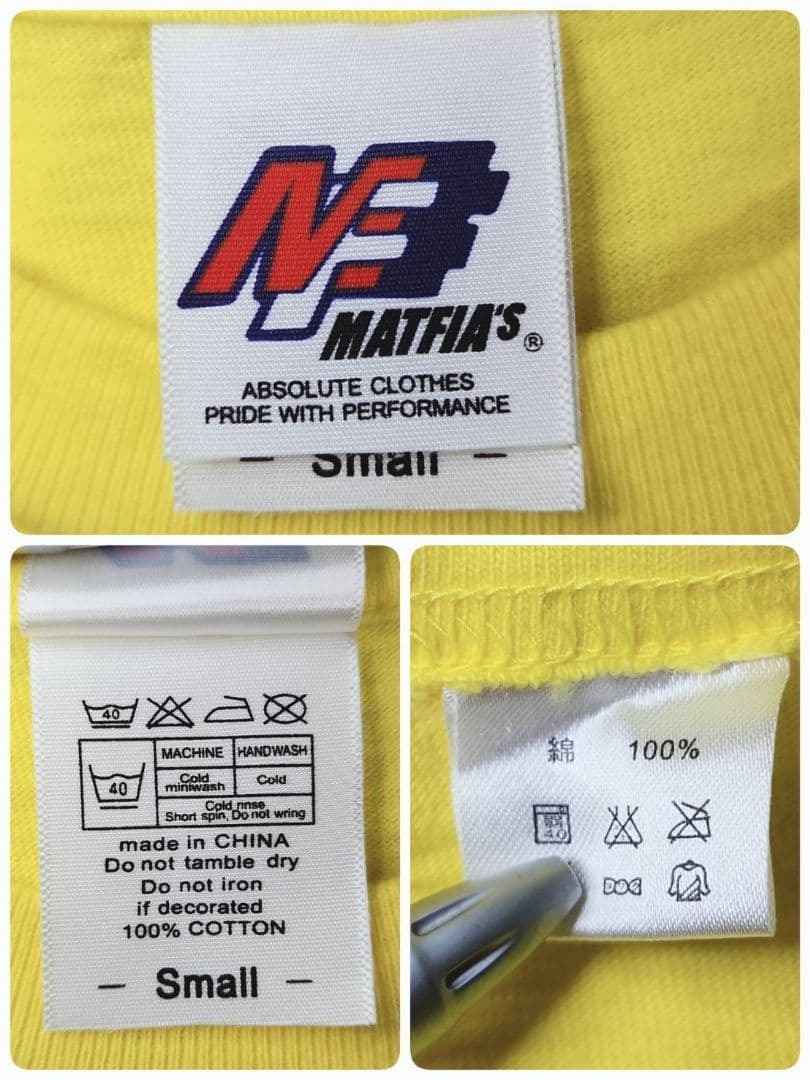 MF
MATFIA'S®
ABSOLUTE CLOTHES
PRIDE WITH PERFORMANCE
- Small -
40
MACHINE HANDWASH
40
Cold miniwash Cold
Cold rinse
Short spin, Do not wring
made in CHINA
Do not tamble dry
Do not iron
if decorated
100% COTTON
- Small -
綿 100%
弱
40